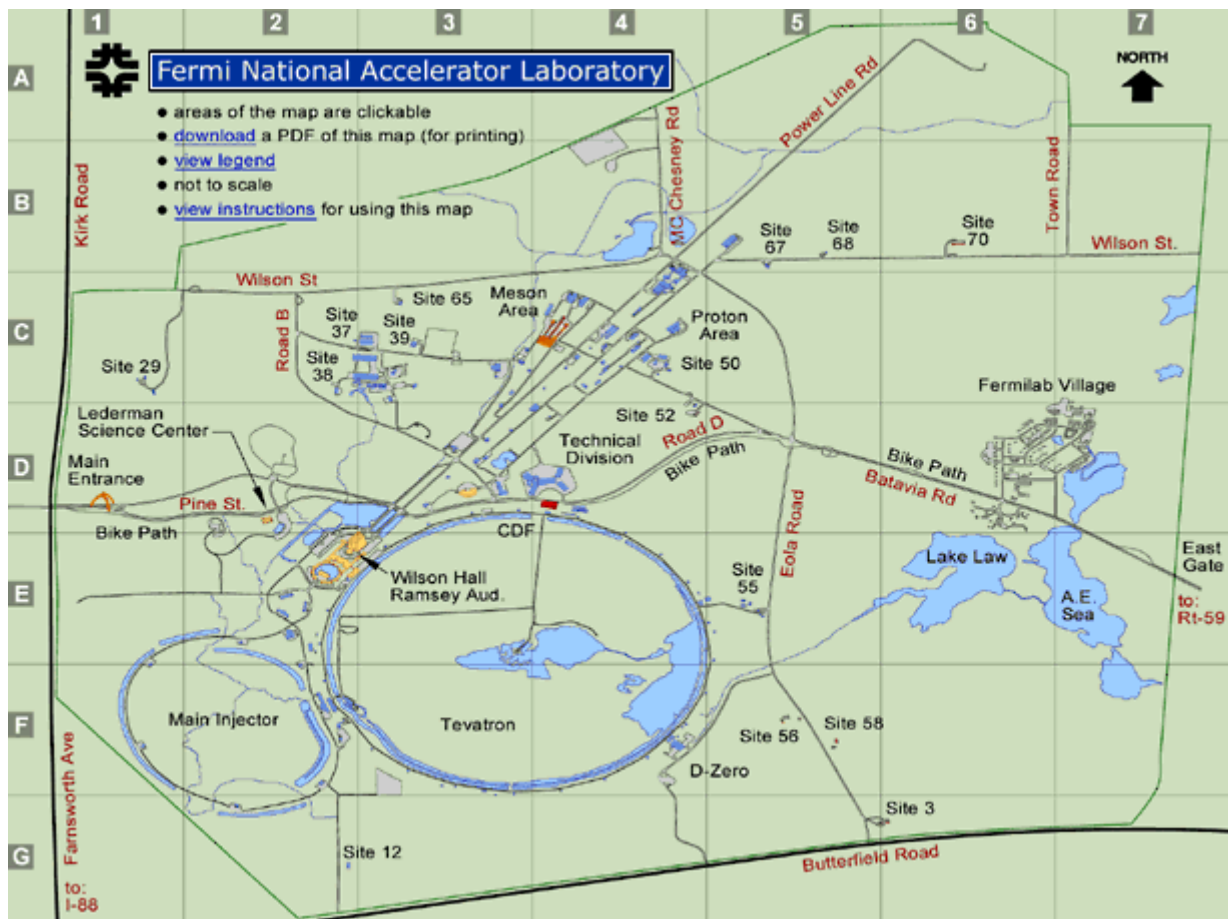 1 2 3 4 5 6 7
A
B
C
D
E
F
G
Fermi National Accelerator Laboratory
NORTH
areas of the map are clickable
download a PDF of this map (for printing)
view legend
not to scale
view instructions for using this map
Kirk Road
MC Chesney Rd
Power Line Rd
Town Road
Site
67
Site
68
Site
70
Wilson St.
Wilson St
Site 65
Meson
Area
Road B
Site
37
Site
39
Site
38
Proton
Area
Site 29
Site 50
Fermilab Village
Lederman
Science Center
Site 52
Road D
Technical
Division
Bike Path
Main
Entrance
Pine St.
Bike Path
Bike Path
Batavia Rd
CDF
Eola Road
Wilson Hall
Ramsey Aud.
Site
55
Lake Law
A.E.
Sea
East
Gate
to:
Rt-59
Main Injector
Tevatron
Site 56
Site 58
D-Zero
Farnsworth Ave
Site 3
Site 12
Butterfield Road
to:
I-88